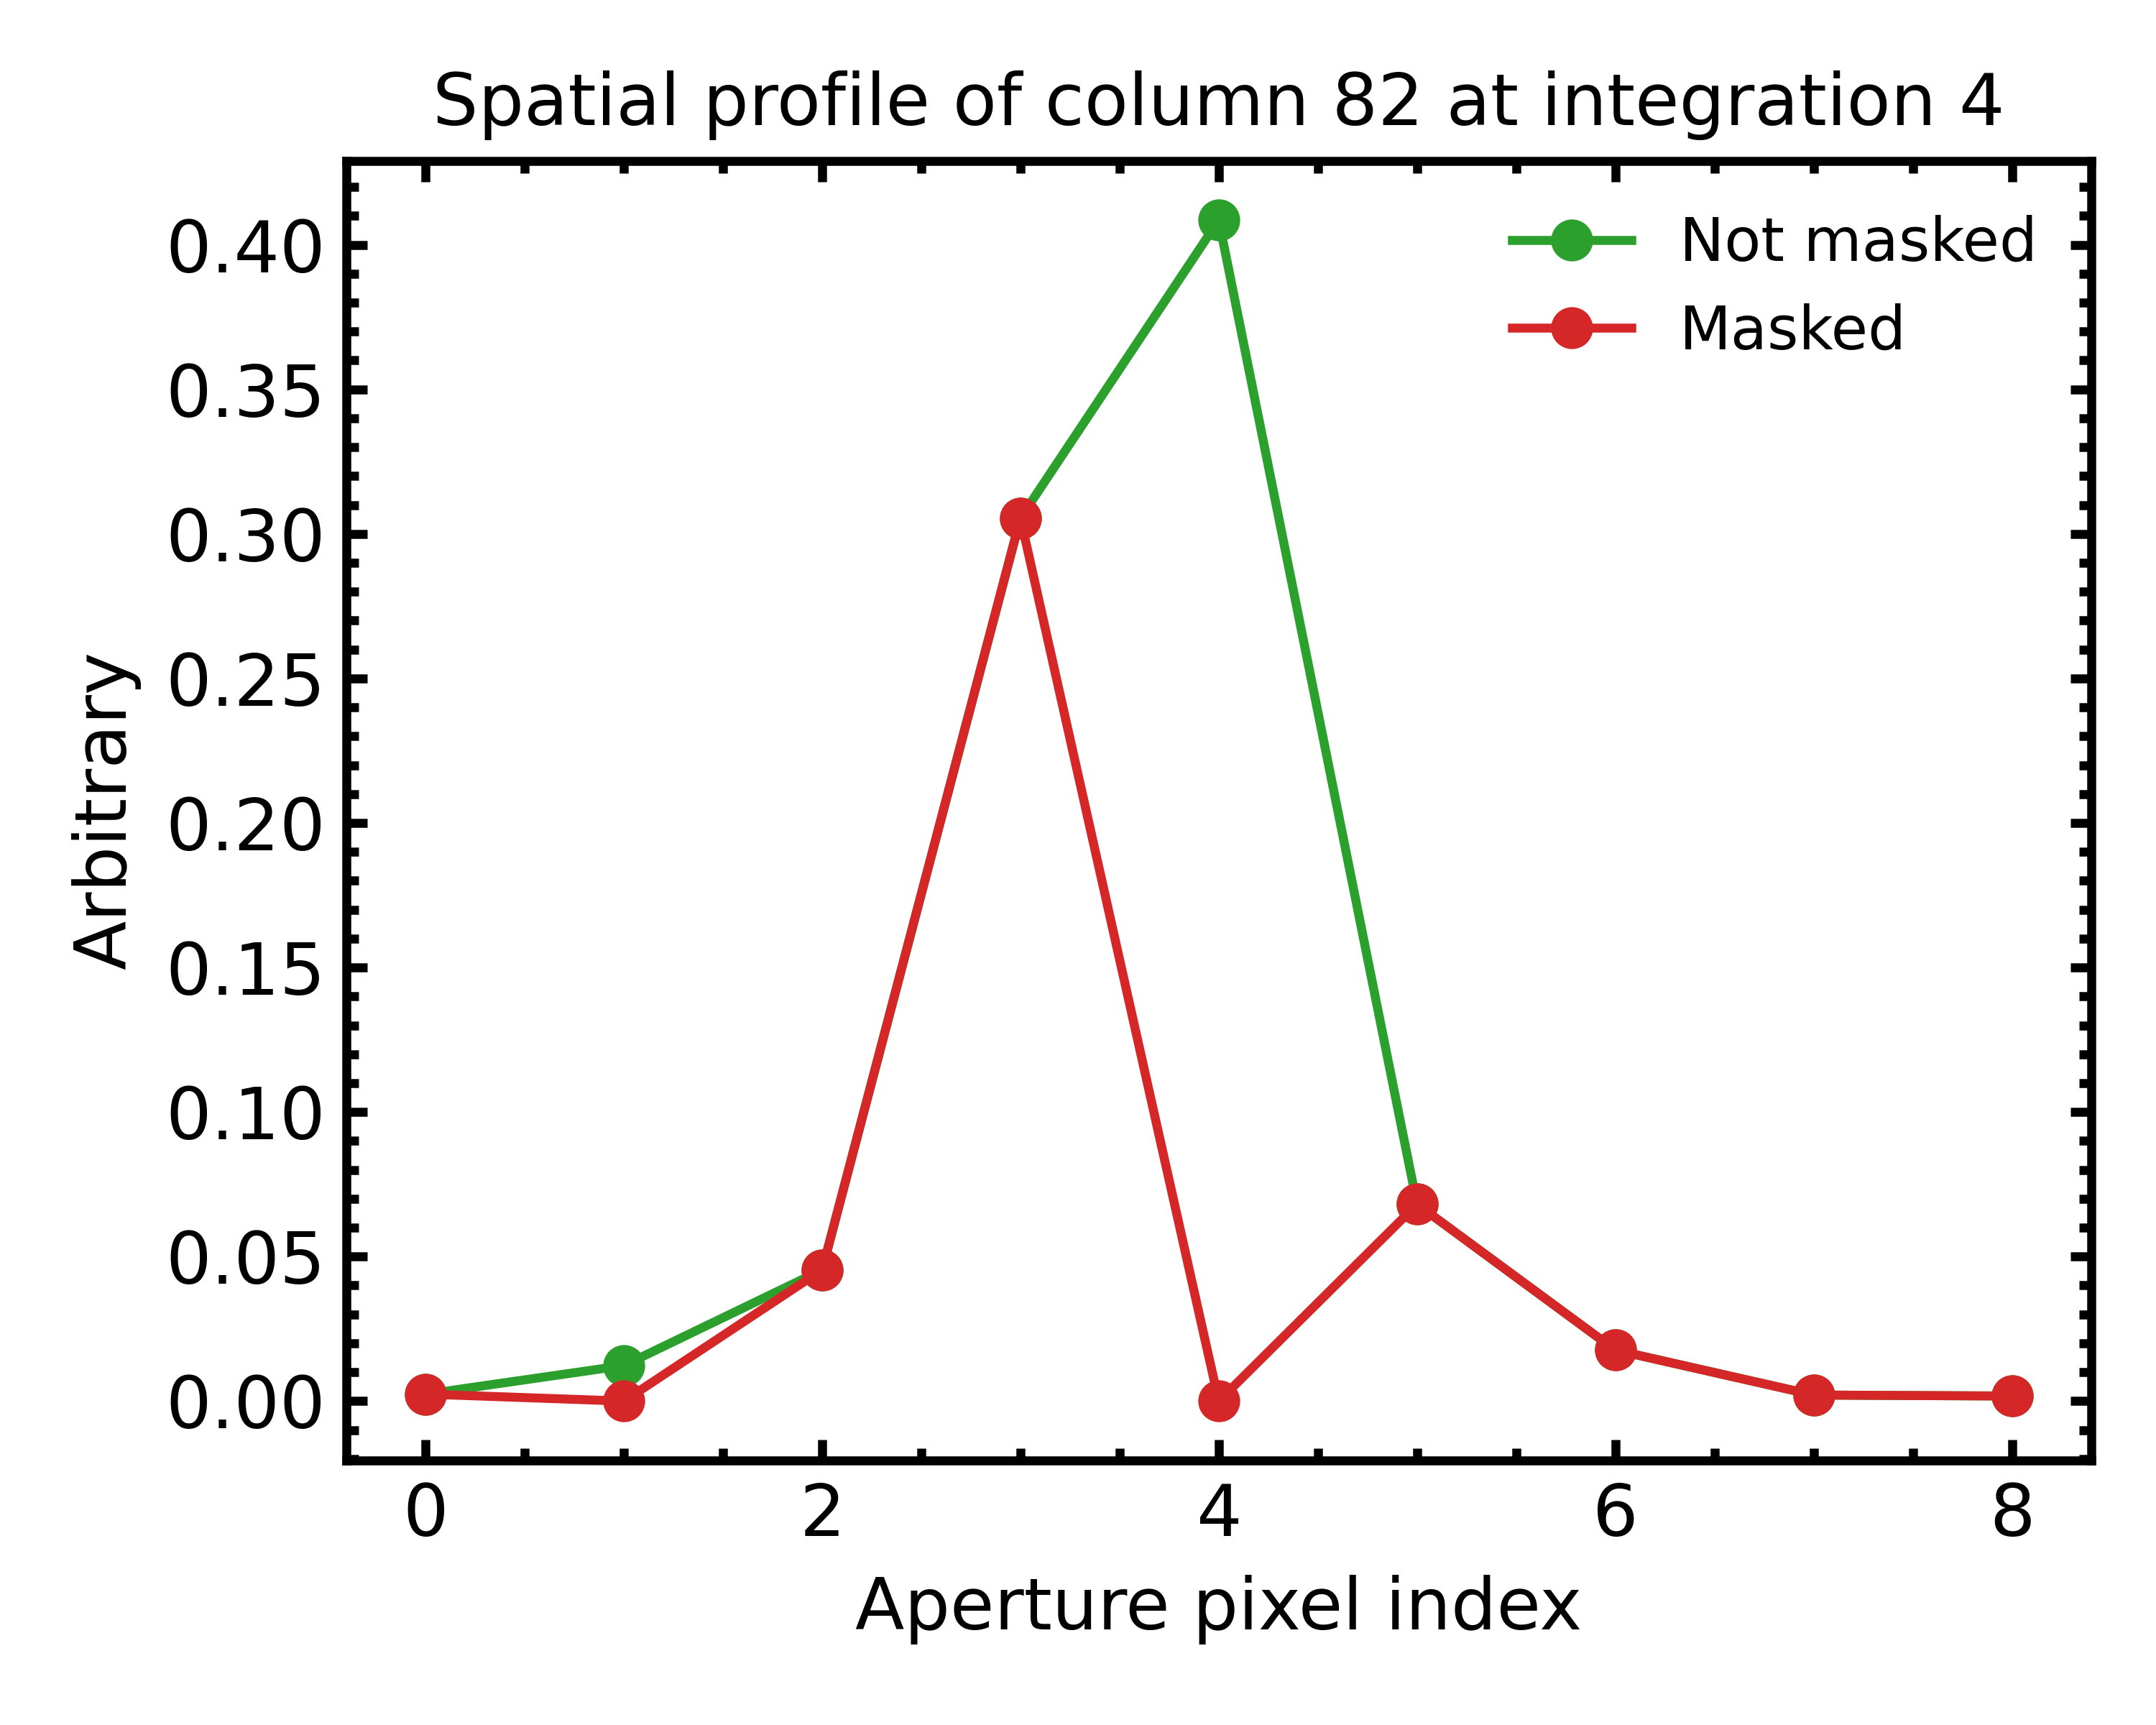 Spatial profile of column 82 at integration 4
Not masked
Masked
0.40
0.35
0.30
0.25
0.20
0.15
0.10
0.05
0.00
Arbitrary
0 2 4 6 8
Aperture pixel index